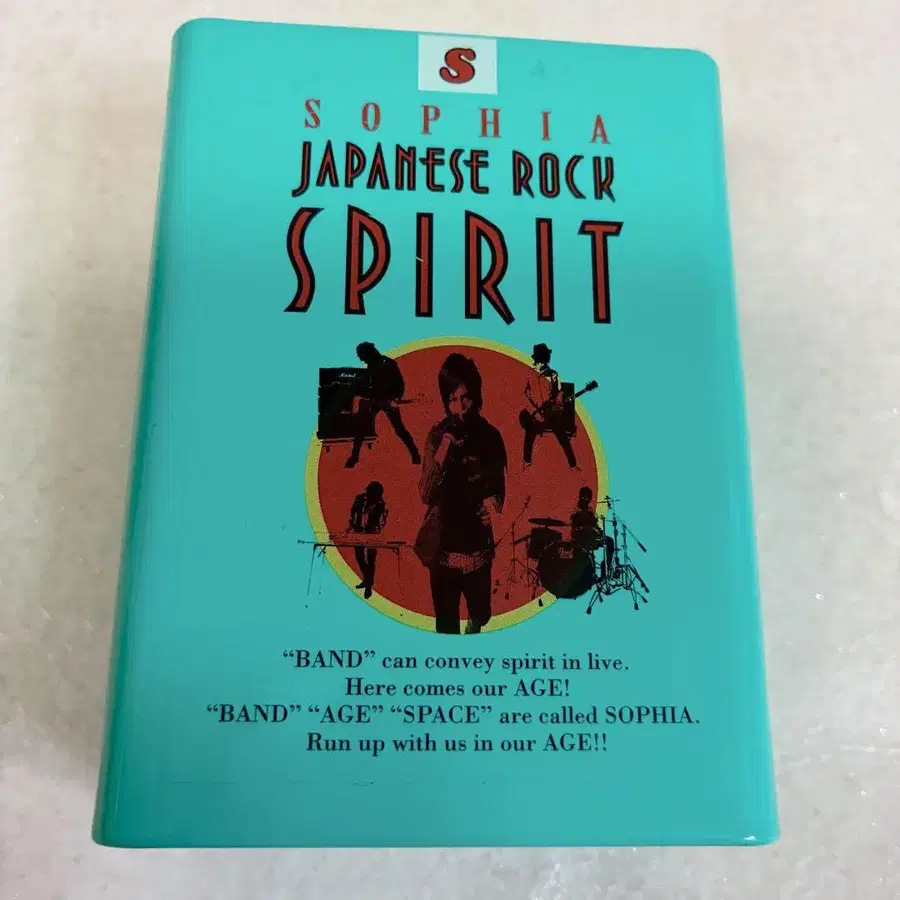 S
SOPHIA
JAPANESE ROCK
SPIRIT
Marshall
“BAND” can convey spirit in live.
Here comes our AGE!
“BAND” “AGE” “SPACE” are called SOPHIA.
Run up with us in our AGE!!